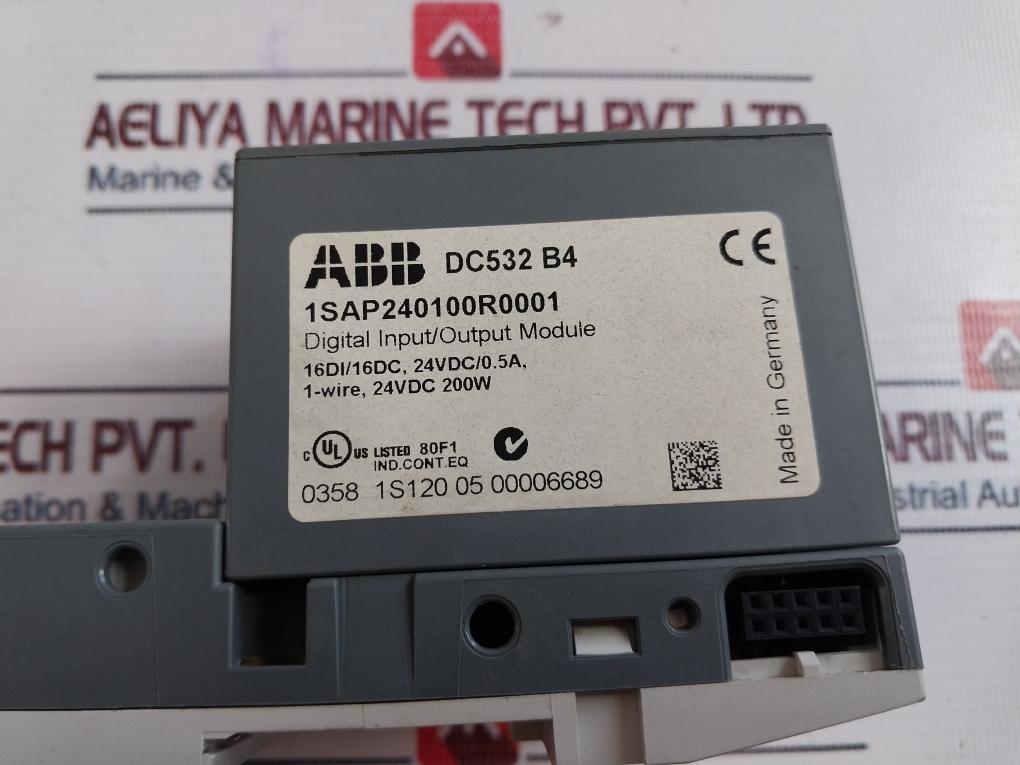 AELIYA MARINE TECH PVT. LTD
Marine &
ABB DC532 B4
CE
1SAP240100R0001
Digital Input/Output Module
16DI/16DC, 24VDC/0.5A,
1-wire, 24VDC 200W
Made in Germany
C UL US LISTED 80F1
IND.CONT.EQ
0358 1S120 05 00006689
ECH PVT.
ARINE
ation & Mach
strial Au